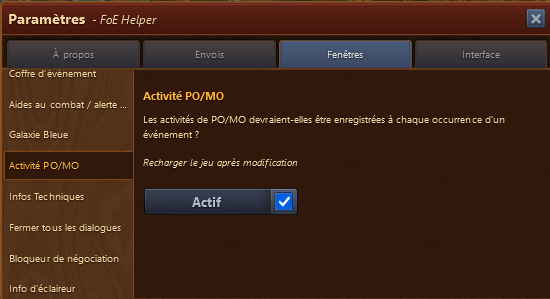 Paramètres - FoE Helper
À propos
Envois
Fenêtres
Interface
Coffre d'évènement
Aides au combat / alerte ...
Galaxie Bleue
Activité PO/MO
Infos Techniques
Fermer tous les dialogues
Bloqueur de négociation
Info d'éclaireur
Activité PO/MO
Les activités de PO/MO devraient-elles être enregistrées à chaque occurrence d'un
événement ?
Recharger le jeu après modification
Actif